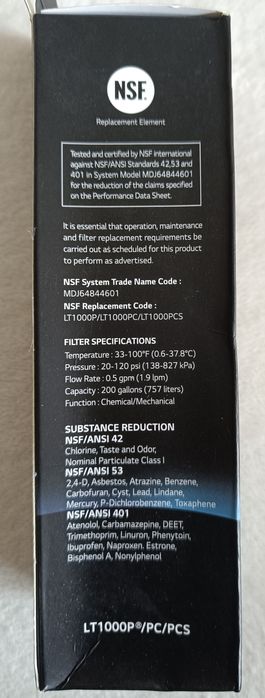 NSF.
Replacement Element
Tested and certified by NSF international
against NSF/ANSI Standards 42,53 and
401 in System Model MDJ64844601
for the reduction of the claims specified
on the Performance Data Sheet.
It is essential that operation, maintenance
and filter replacement requirements be
carried out as scheduled for this product
to perform as advertised.
NSF System Trade Name Code :
MDJ64844601
NSF Replacement Code :
LT1000P/LT1000PC/LT1000PCS
FILTER SPECIFICATIONS
Temperature : 33-100°F (0.6-37.8°C)
Pressure : 20-120 psi (138-827 kPa)
Flow Rate : 0.5 gpm (1.9 lpm)
Capacity : 200 gallons (757 liters)
Function : Chemical/Mechanical
SUBSTANCE REDUCTION
NSF/ANSI 42
Chlorine, Taste and Odor,
Nominal Particulate Class I
NSF/ANSI 53
2,4-D, Asbestos, Atrazine, Benzene,
Carbofuran, Cyst, Lead, Lindane,
Mercury, P-Dichlorobenzene, Toxaphene
NSF/ANSI 401
Atenolol, Carbamazepine, DEET,
Trimethoprim, Linuron, Phenytoin,
Ibuprofen, Naproxen, Estrone,
Bisphenol A, Nonylphenol
LT1000P®/PC/PCS